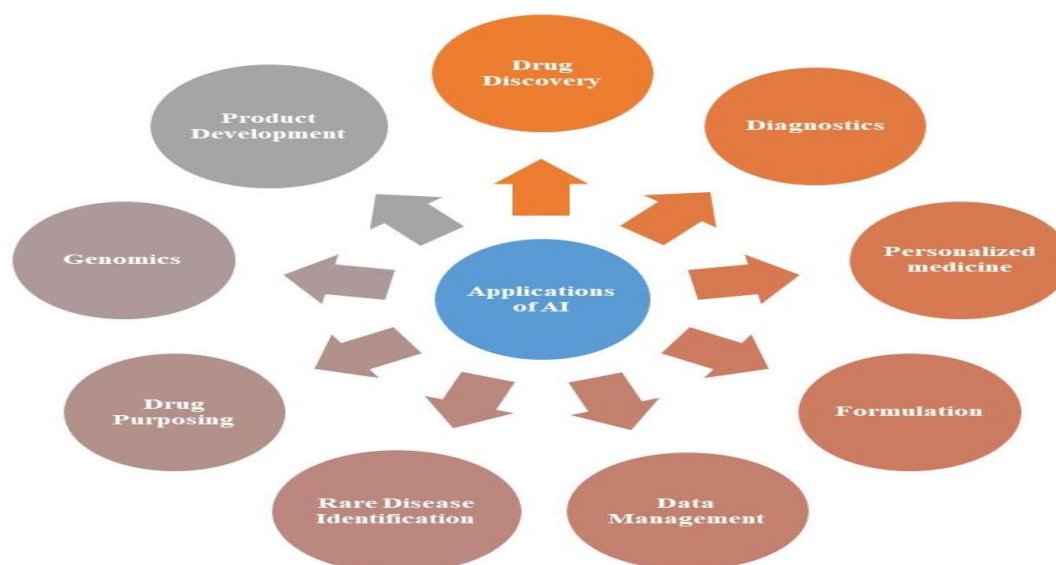 Drug
Discovery
Diagnostics
Personalized
medicine
Formulation
Data
Management
Rare Disease
Identification
Drug
Purposing
Genomics
Product
Development
Applications
of AI